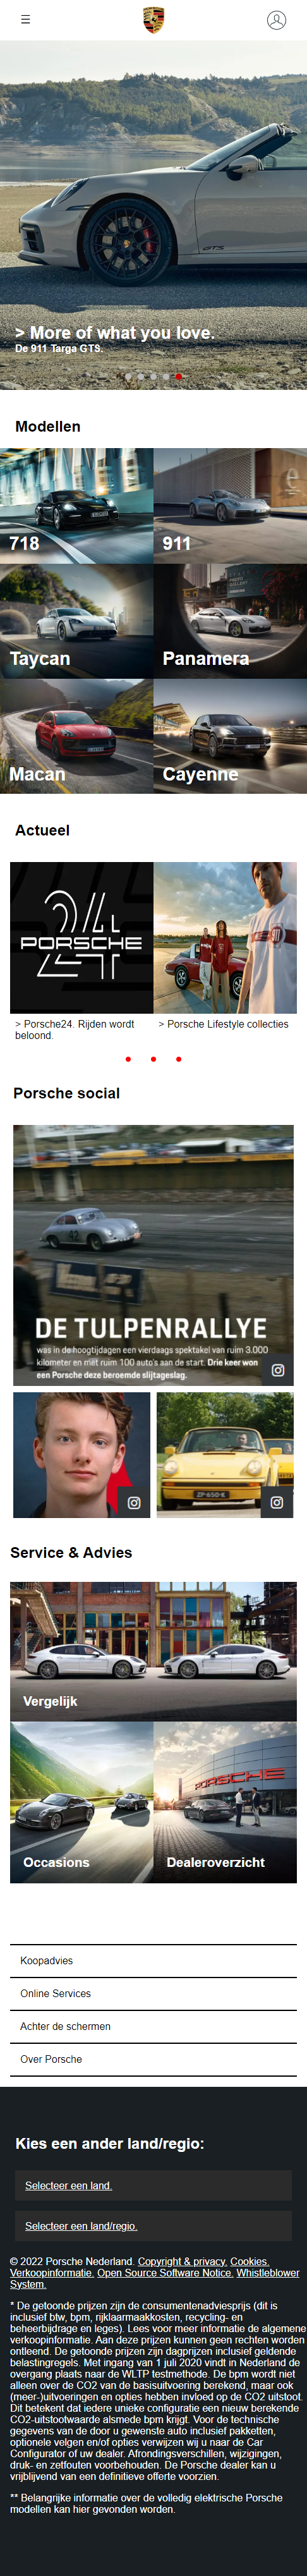 > More of what you love.
De 911 Targa GTS.
GTS
Modellen
718
911
Taycan
Panamera
Macan
Cayenne
Actueel
24
PORSCHE
> Porsche24. Rijden wordt
beloond.
> Porsche Lifestyle collecties
Porsche social
42
DE TULPENRALLYE
was in de hoogtijdagen een vierdaags spektakel van ruim 3.000
kilometer en mét ruim 100 auto's aan de start. Drie keer won
een Porsche deze beroemde slijtageslag.
ZP-650-K
Service & Advies
Vergelijk
PORSCHE
Occasions
Dealeroverzicht
Koopadvies
Online Services
Achter de schermen
Over Porsche
Kies een ander land/regio:
Selecteer een land.
Selecteer een land/regio.
© 2022 Porsche Nederland. Copyright & privacy. Cookies.
Verkoopinformatie. Open Source Software Notice. Whistleblower
System.
* De getoonde prijzen zijn de consumentenadviesprijs (dit is
inclusief btw, bpm, rijklaarmaakkosten, recycling- en
beheerbijdrage en leges). Lees voor meer informatie de algemene
verkoopinformatie. Aan deze prijzen kunnen geen rechten worden
ontleend. De getoonde prijzen zijn dagprijzen inclusief geldende
belastingregels. Met ingang van 1 juli 2020 vindt in Nederland de
overgang plaats naar de WLTP testmethode. De bpm wordt niet
alleen over de CO2 van de basisuitvoering berekend, maar ook
(meer-)uitvoeringen en opties hebben invloed op de CO2 uitstoot.
Dit betekent dat iedere unieke configuratie een nieuw berekende
CO2-uitstootwaarde alsmede bpm krijgt. Voor de technische
gegevens van de door u gewenste auto inclusief pakketten,
optionele velgen en/of opties verwijzen wij u naar de Car
Configurator of uw dealer. Afrondingsverschillen, wijzigingen,
druk- en zetfouten voorbehouden. De Porsche dealer kan u
vrijblijvend van een definitieve offerte voorzien.
** Belangrijke informatie over de volledig elektrische Porsche
modellen kan hier gevonden worden.